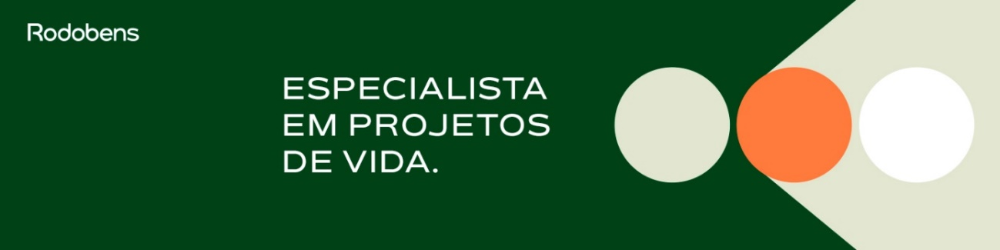 Rodobens
ESPECIALISTA
EM PROJETOS
DE VIDA.